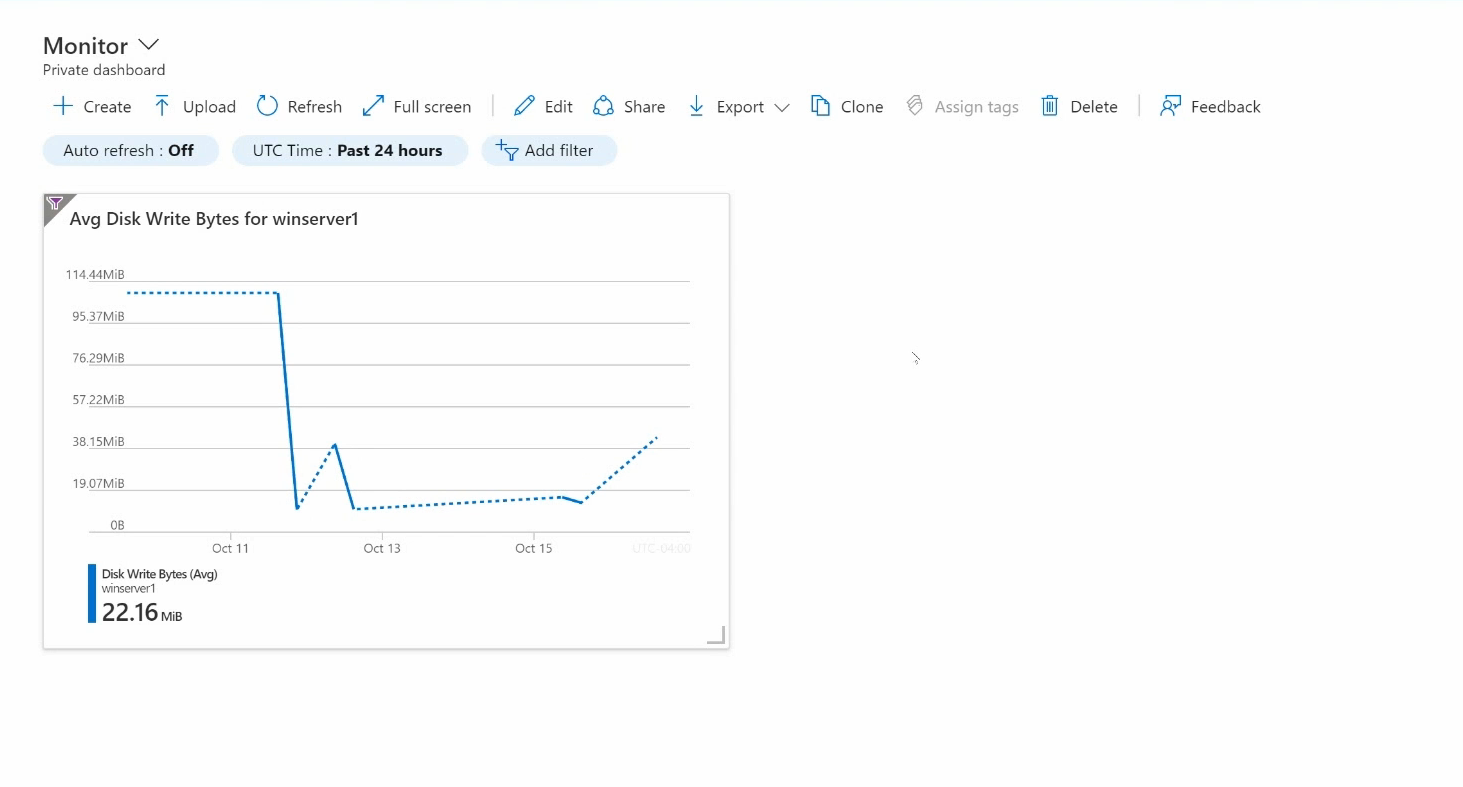 Monitor
Private dashboard
Create Upload Refresh Full screen Edit Share Export Clone Assign tags Delete Feedback
Auto refresh : Off UTC Time : Past 24 hours Add filter
Avg Disk Write Bytes for winserver1
114.44MiB
95.37MiB
76.29MiB
57.22MiB
38.15MiB
19.07MiB
0B
Oct 11 Oct 13 Oct 15 UTC-04:00
Disk Write Bytes (Avg)
winserver1
22.16 MiB